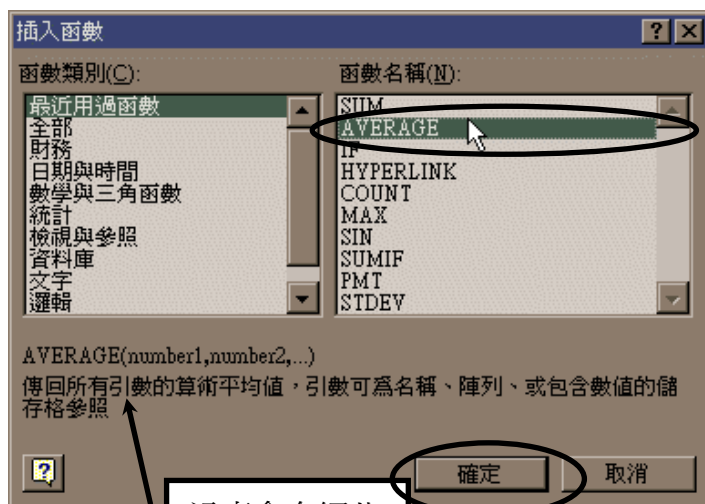 插入函數
函數類別(C):
函數名稱(N):
最近用過函數
全部
財務
日期與時間
數學與三角函數
統計
檢視與參照
資料庫
文字
邏輯
SUM
AVERAGE
IF
HYPERLINK
COUNT
MAX
SIN
SUMIF
PMT
STDEV
AVERAGE(number1,number2,...)
傳回所有引數的算術平均值，引數可為名稱、陣列、或包含數值的儲
存格參照
確定
取消